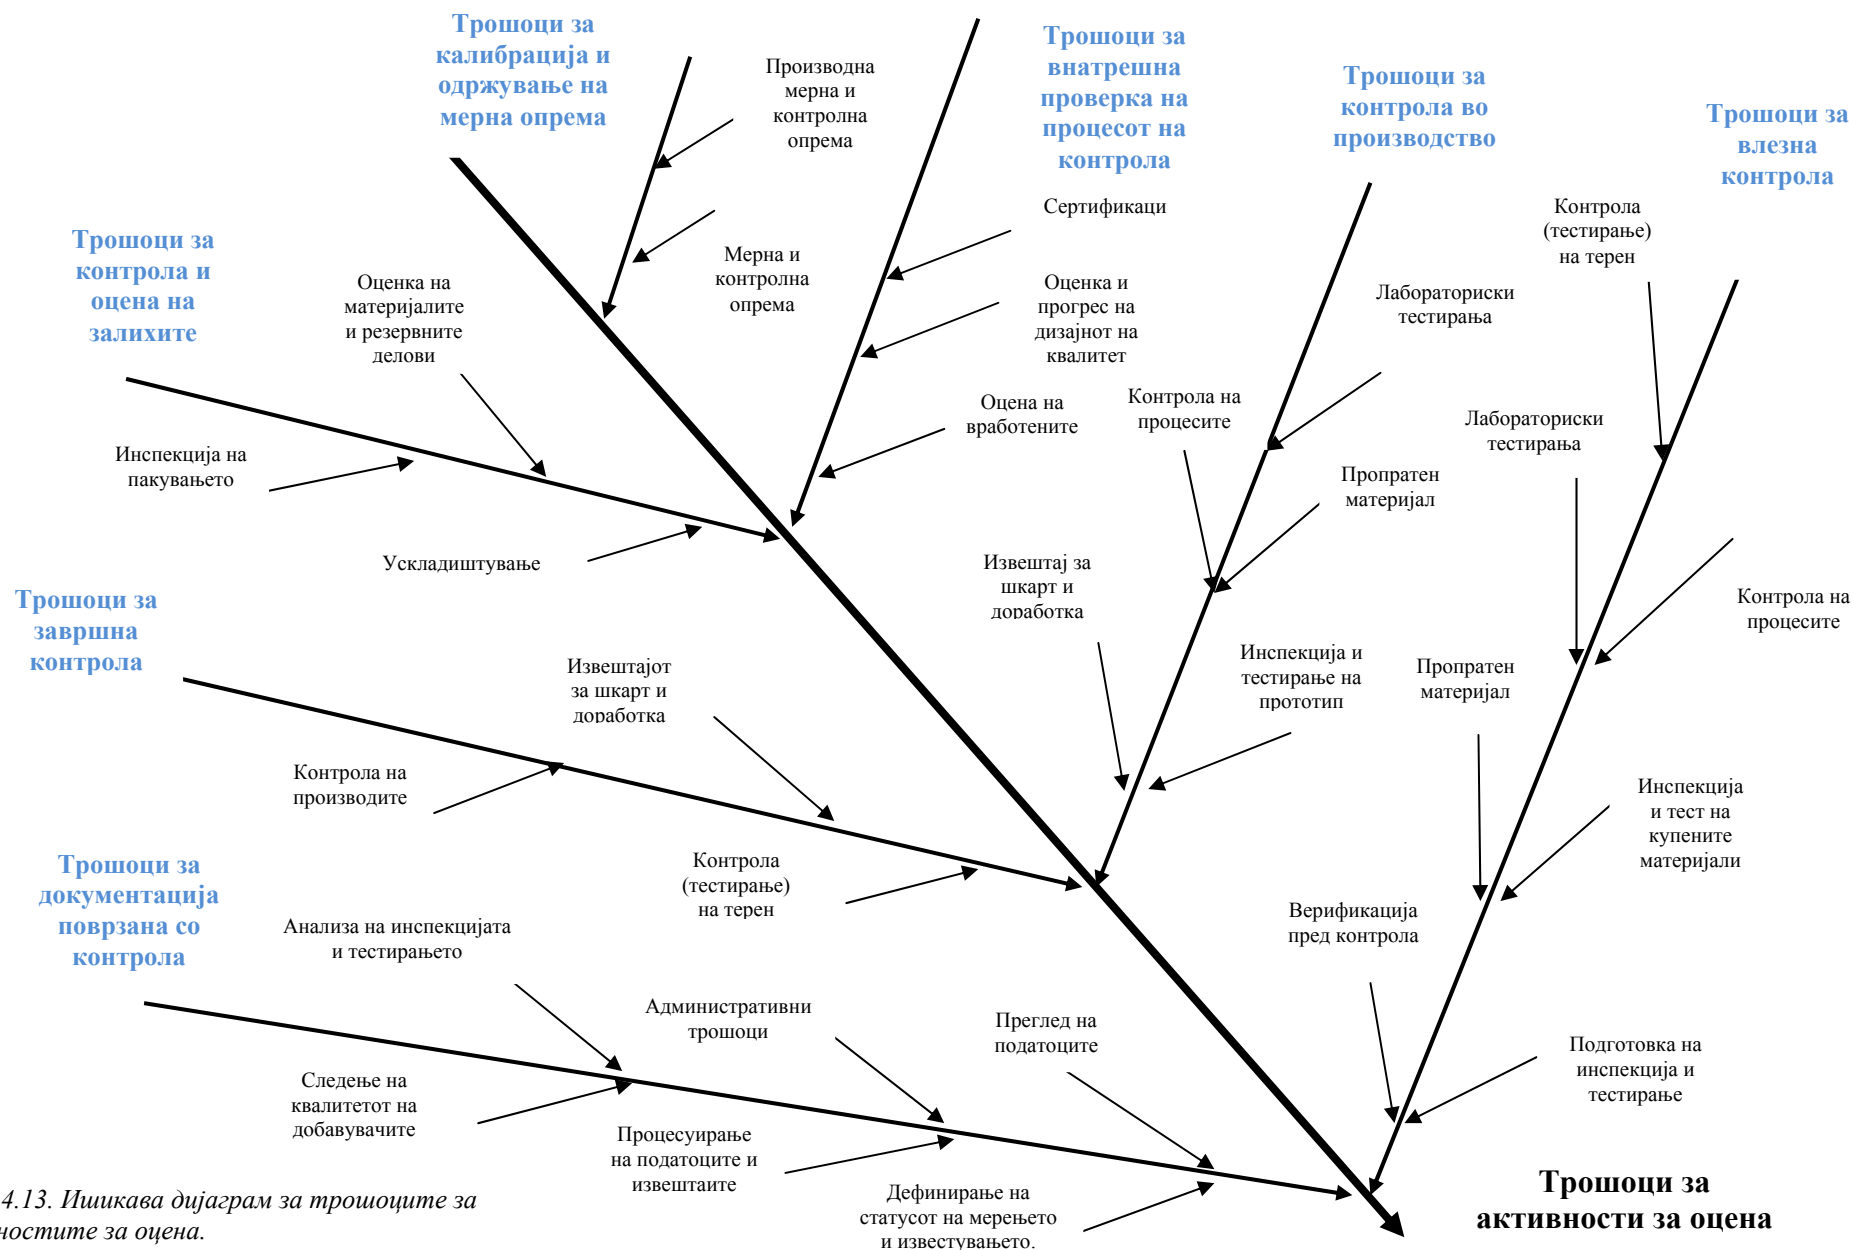 Трошоци за
калибрација и
одржување на
мерна опрема
Производна
мерна и
контролна
опрема
Трошоци за
внатрешна
проверка на
процесот на
контрола
Трошоци за
контрола во
производство
Трошоци за
влезна
контрола
Трошоци за
контрола и
оцена на
залихите
Оценка на
материјалите
и резервните
делови
Мерна и
контролна
опрема
Сертификаци
Оценка и
прогрес на
дизајнот на
квалитет
Контрола
(тестирање)
на терен
Лабораториски
тестирања
Оцена на
вработените
Контрола на
процесите
Лабораториски
тестирања
Инспекција на
пакувањето
Пропратен
материјал
Ускладиштување
Извештај за
шкарт и
доработка
Контрола на
процесите
Трошоци за
завршна
контрола
Извештајот
за шкарт и
доработка
Инспекција и
тестирање на
прототип
Пропратен
материјал
Контрола на
производите
Инспекција
и тест на
купените
материјали
Контрола
(тестирање)
на терен
Трошоци за
документација
поврзана со
контрола
Анализа на инспекцијата
и тестирањето
Верификација
пред контрола
Административни
трошоци
Преглед на
податоците
Подготовка на
инспекција и
тестирање
Следење на
квалитетот на
добавувачите
Процесуирање
на податоците и
извештаите
Дефинирање на
статусот на мерењето
и известувањето.
Трошоци за
активности за оцена
4.13. Ишикава дијаграм за трошоците за
ностите за оцена.